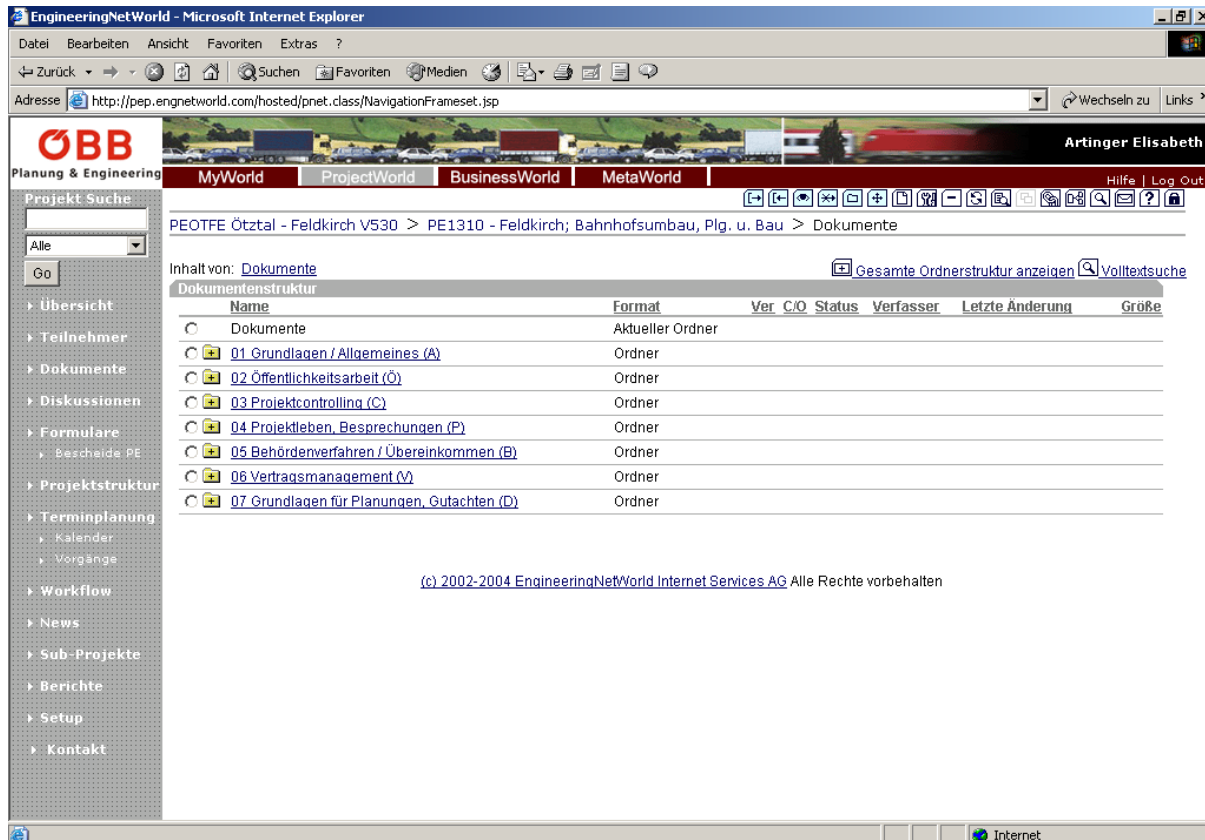 EngineeringNetWorld - Microsoft Internet Explorer
Datei Bearbeiten Ansicht Favoriten Extras ?
Zurück Suchen Favoriten Medien
Adresse http://pep.engnetworld.com/hosted/pnet.class/NavigationFrameset.jsp Wechseln zu Links
ÖBB
Planung & Engineering
Artinger Elisabeth
MyWorld ProjectWorld BusinessWorld MetaWorld
Hilfe | Log Out
Projekt Suche
Alle
Go
Übersicht
Teilnehmer
Dokumente
Diskussionen
Formulare
Bescheide PE
Projektstruktur
Terminplanung
Kalender
Vorgänge
Workflow
News
Sub-Projekte
Berichte
Setup
Kontakt
PEOTFE Ötztal - Feldkirch V530 > PE1310 - Feldkirch; Bahnhofsumbau, Plg. u. Bau > Dokumente
Inhalt von: Dokumente Gesamte Ordnerstruktur anzeigen Volltextsuche
Dokumentenstruktur
Name Format Ver C/O Status Verfasser Letzte Änderung Größe
Dokumente Aktueller Ordner
01 Grundlagen / Allgemeines (A) Ordner
02 Öffentlichkeitsarbeit (Ö) Ordner
03 Projektcontrolling (C) Ordner
04 Projektleben, Besprechungen (P) Ordner
05 Behördenverfahren / Übereinkommen (B) Ordner
06 Vertragsmanagement (V) Ordner
07 Grundlagen für Planungen, Gutachten (D) Ordner
(c) 2002-2004 EngineeringNetWorld Internet Services AG Alle Rechte vorbehalten
Internet